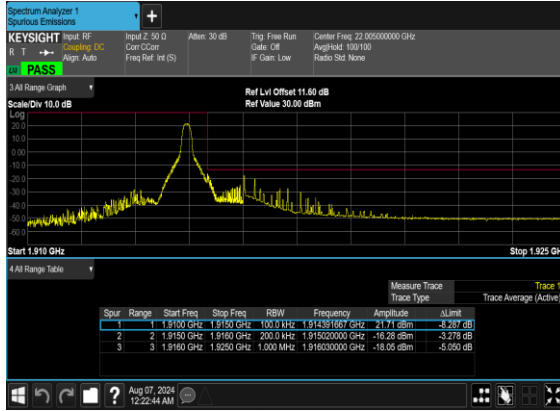 Spectrum Analyzer 1
Spurious Emissions
+
KEYSIGHT Input: RF Input Z: 50 Ω Atten: 30 dB Trig: Free Run Center Freq: 22.005000000 GHz
R T Coupling: DC Corr CCorr Gate: Off Avg|Hold: 100/100
Align: Auto Freq Ref: Int (S) IF Gain: Low Radio Std: None
PASS
3 All Range Graph Ref Lvl Offset 11.60 dB
Scale/Div 10.0 dB Ref Value 30.00 dBm
Log
20.0
10.0
0.00
-10.0
-20.0
-30.0
-40.0
-50.0
-60.0
Start 1.910 GHz Stop 1.925 GH
4 All Range Table
Measure Trace Trace 1
Trace Type Trace Average (Active)
Spur Range Start Freq Stop Freq RBW Frequency Amplitude ΔLimit
1 1 1.9100 GHz 1.9150 GHz 100.0 kHz 1.914391667 GHz 21.71 dBm -8.287 dB
2 2 1.9150 GHz 1.9160 GHz 200.0 kHz 1.915020000 GHz -16.28 dBm -3.278 dB
3 3 1.9160 GHz 1.9250 GHz 1.000 MHz 1.916030000 GHz -18.05 dBm -5.050 dB
? Aug 07, 2024
12:22:44 AM